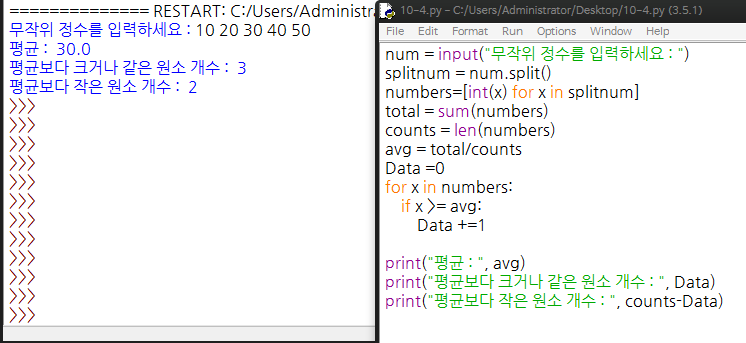 ============== RESTART: C:/Users/Administra
무작위 정수를 입력하세요 : 10 20 30 40 50
평균 :  30.0
평균보다 크거나 같은 원소 개수 :  3
평균보다 작은 원소 개수 :  2
>>>
>>>
>>>
>>>
>>>
>>>
>>>
>>>
>>>
>>>
>>>
>>>
10-4.py - C:/Users/Administrator/Desktop/10-4.py (3.5.1)
File Edit Format Run Options Window Help
num = input("무작위 정수를 입력하세요 : ")
splitnum = num.split()
numbers=[int(x) for x in splitnum]
total = sum(numbers)
counts = len(numbers)
avg = total/counts
Data =0
for x in numbers:
    if x >= avg:
        Data +=1
print("평균 : ", avg)
print("평균보다 크거나 같은 원소 개수 : ", Data)
print("평균보다 작은 원소 개수 : ", counts-Data)